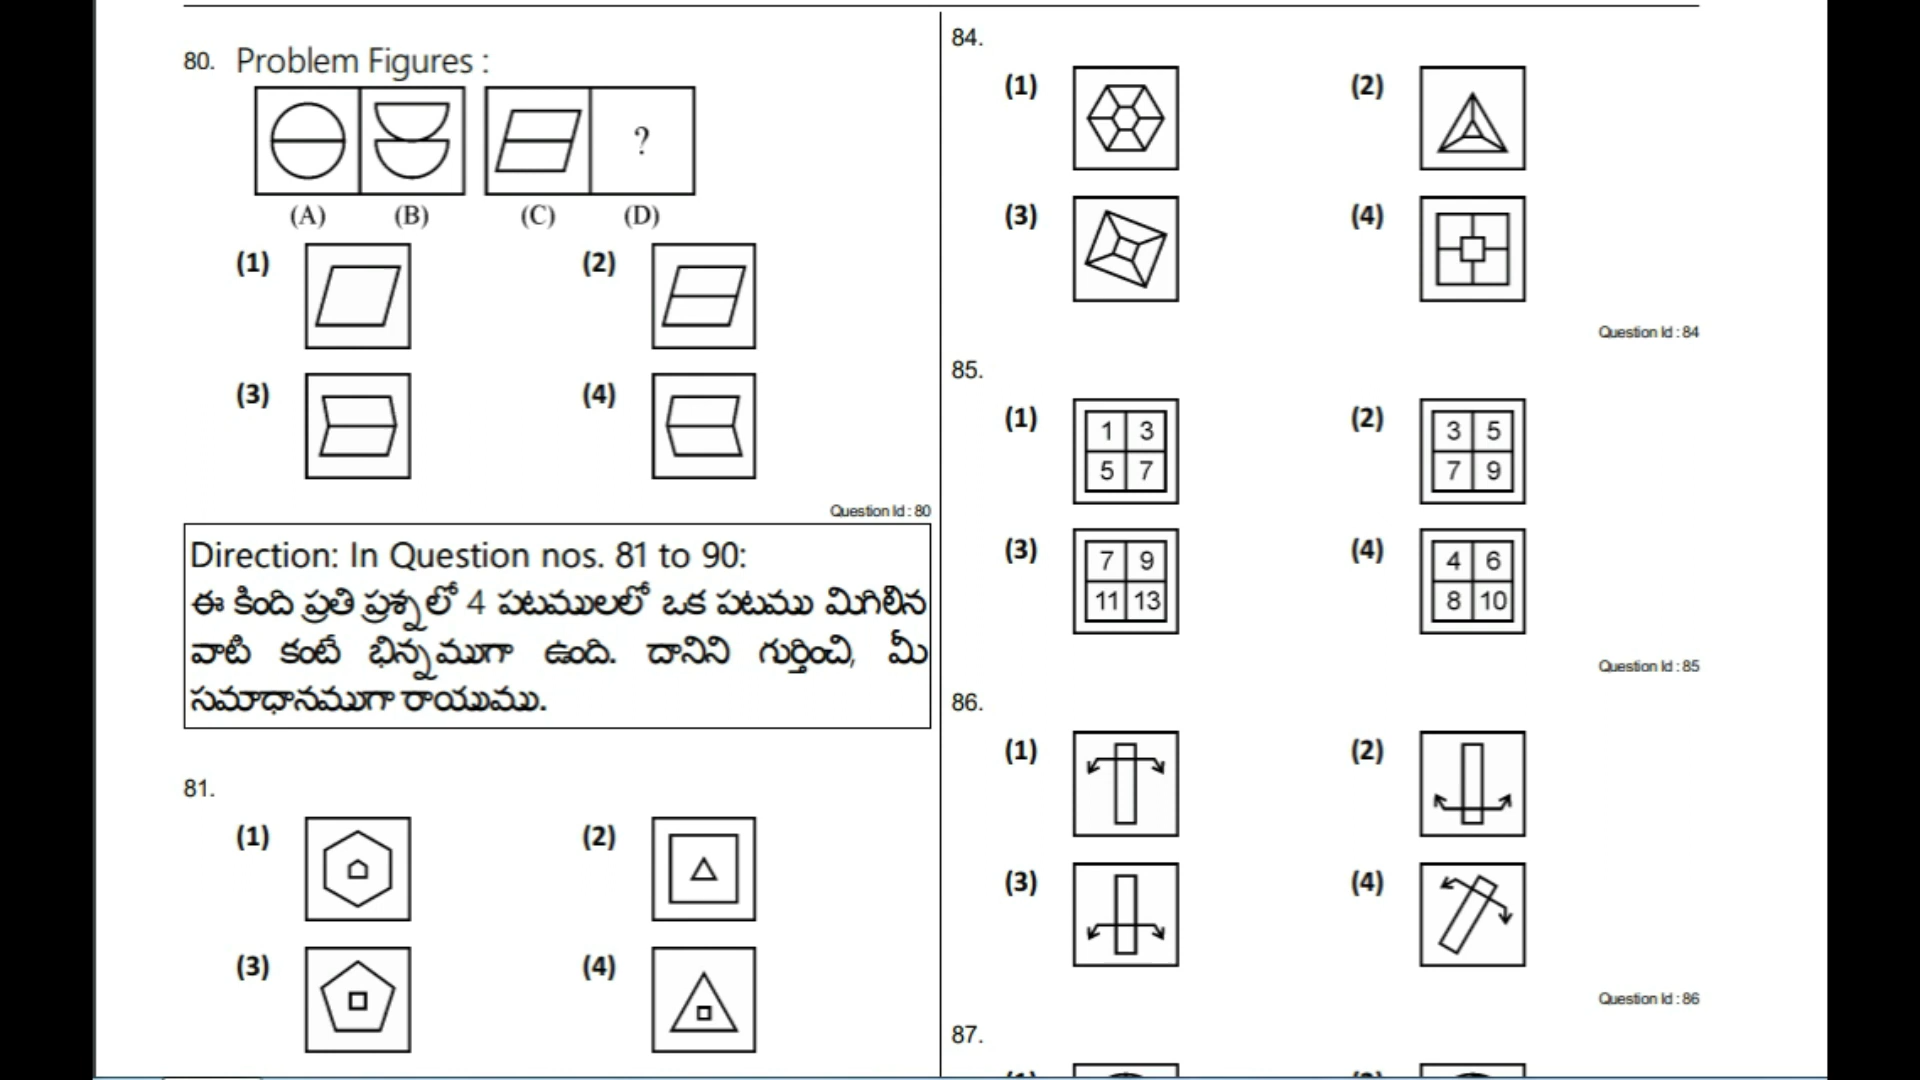 80. Problem Figures :
?
(A) (B) (C) (D)
(1) (2)
(3) (4)
Question Id : 80
Direction: In Question nos. 81 to 90:
ఈ కింది ప్రతి ప్రశ్నలో 4 పటములలో ఒక పటము మిగిలిన
వాటి కంటే భిన్నముగా ఉంది. దానిని గుర్తించి, మీ
సమాధానముగా రాయుము.
81.
(1) (2)
(3) (4)
84.
(1) (2)
(3) (4)
Question Id : 84
85.
(1) (2)
1 3 3 5
5 7 7 9
(3) (4)
7 9 4 6
11 13 8 10
Question Id : 85
86.
(1) (2)
(3) (4)
Question Id : 86
87.